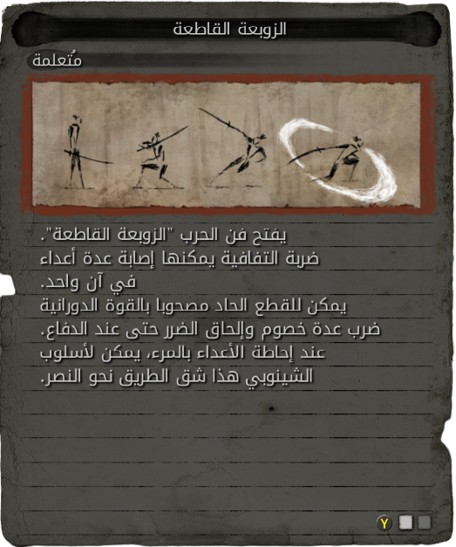 الزوبعة القاطعة
متُعلمة
يفتح فن الحرب "الزوبعة القاطعة".
ضربة التفافية يمكنها إصابة عدة أعداء
في آن واحد.
يمكن للقطع الحاد مصحوبا بالقوة الدورانية
ضرب عدة خصوم وإلحاق الضرر حتى عند الدفاع.
عند إحاطة الأعداء بالمرء، يمكن لأسلوب
الشينوبي هذا شق الطريق نحو النصر.
Y